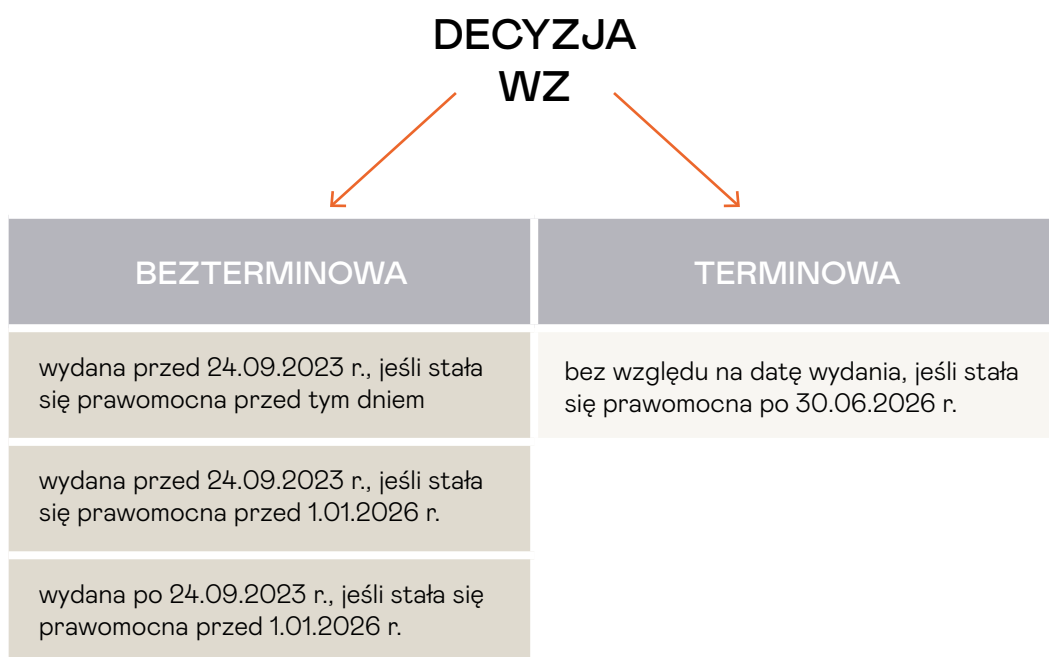 DECYZJA
WZ
BEZTERMINOWA
TERMINOWA
wydana przed 24.09.2023 r., jeśli stała
się prawomocna przed tym dniem
bez względu na datę wydania, jeśli stała
się prawomocna po 30.06.2026 r.
wydana przed 24.09.2023 r., jeśli stała
się prawomocna przed 1.01.2026 r.
wydana po 24.09.2023 r., jeśli stała się
prawomocna przed 1.01.2026 r.